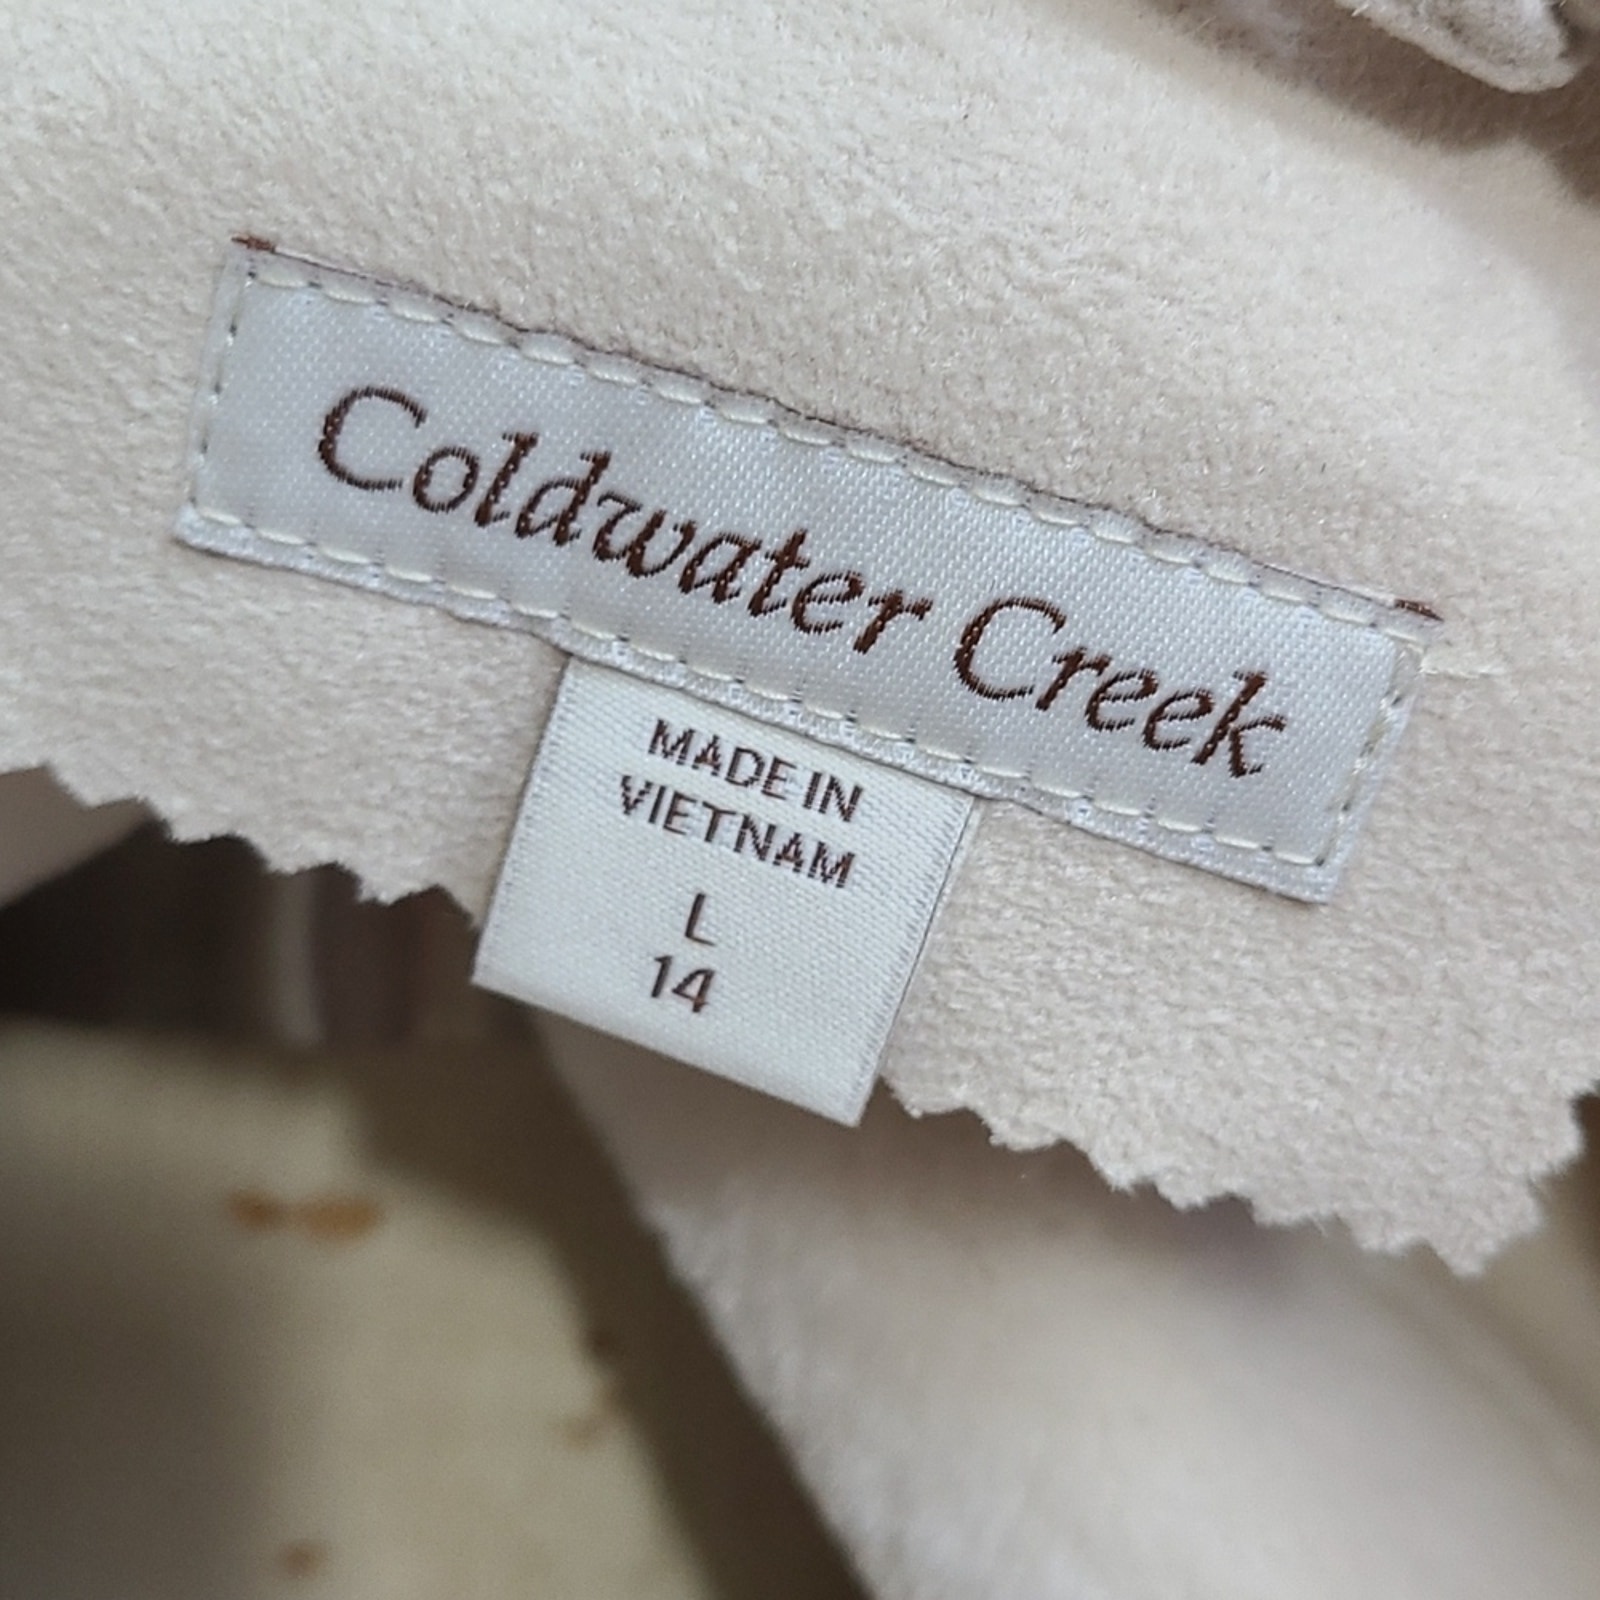 Coldwater Creek
MADE IN
VIETNAM
L
14